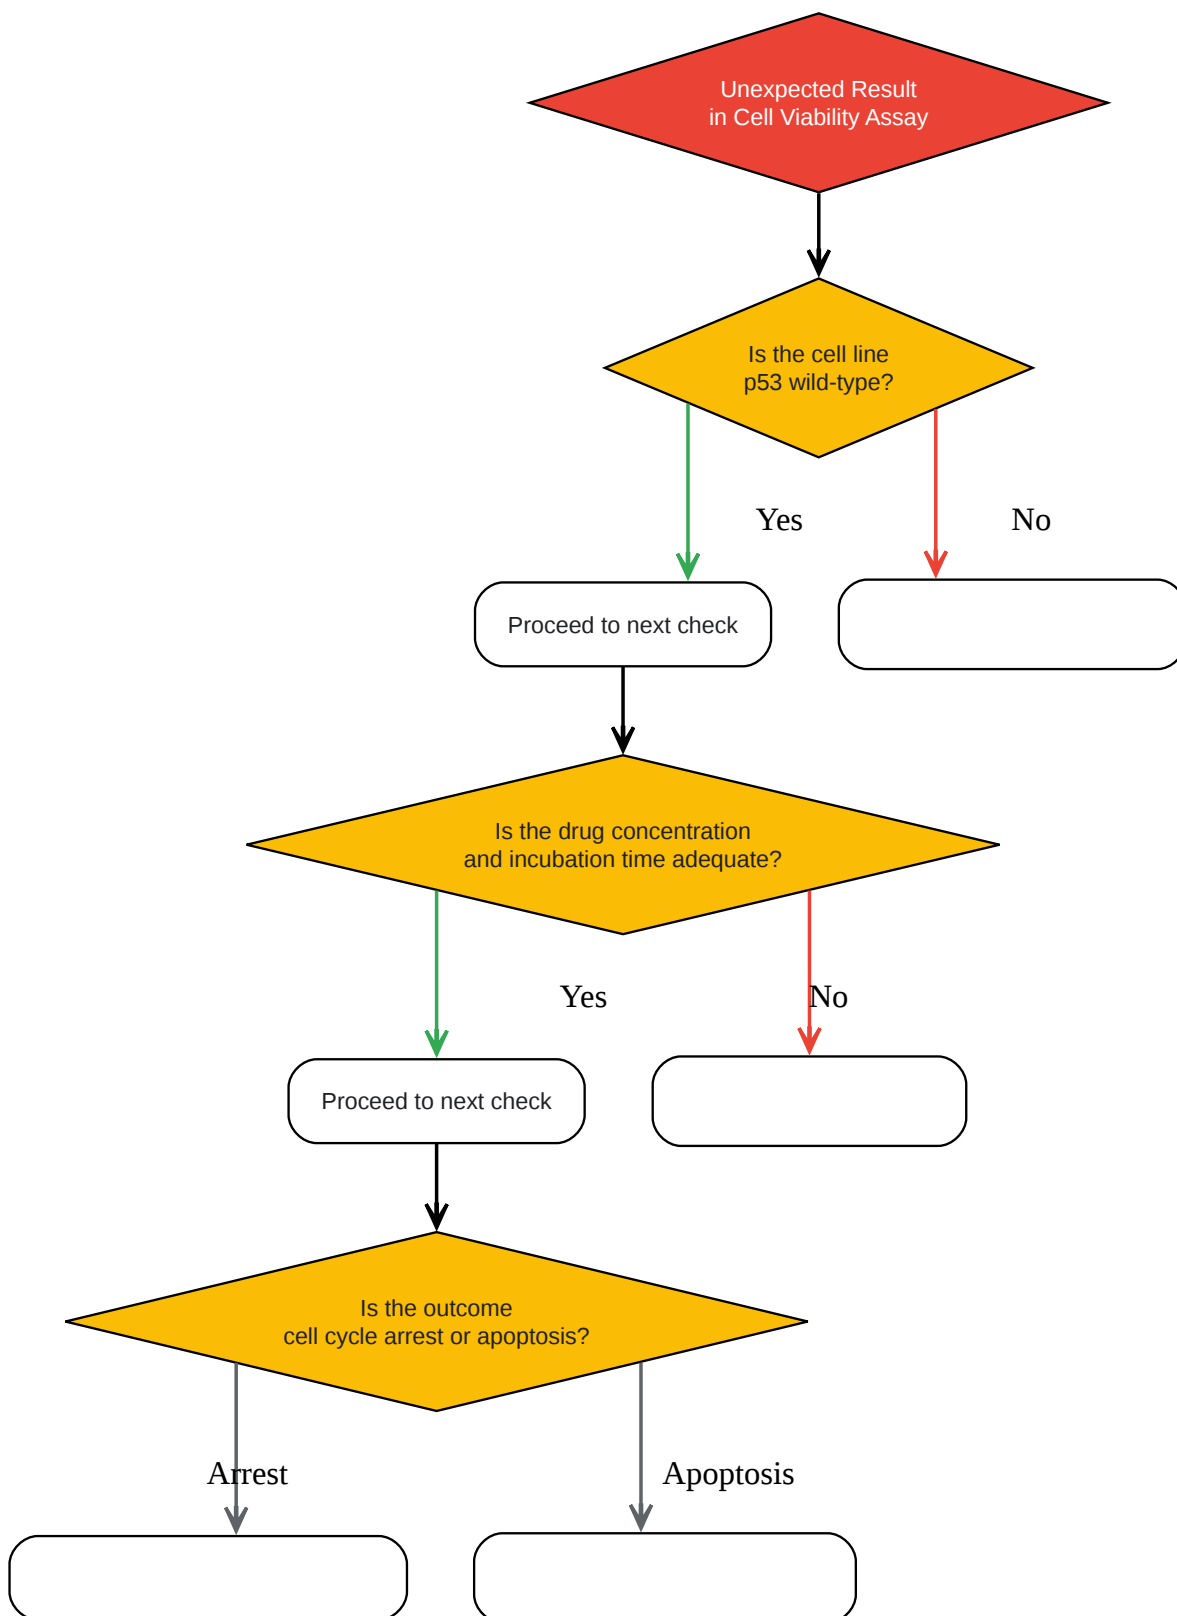 Unexpected Result
in Cell Viability Assay
Is the cell line
p53 wild-type?
Yes
No
Proceed to next check
Is the drug concentration
and incubation time adequate?
Yes
No
Proceed to next check
Is the outcome
cell cycle arrest or apoptosis?
Arrest
Apoptosis